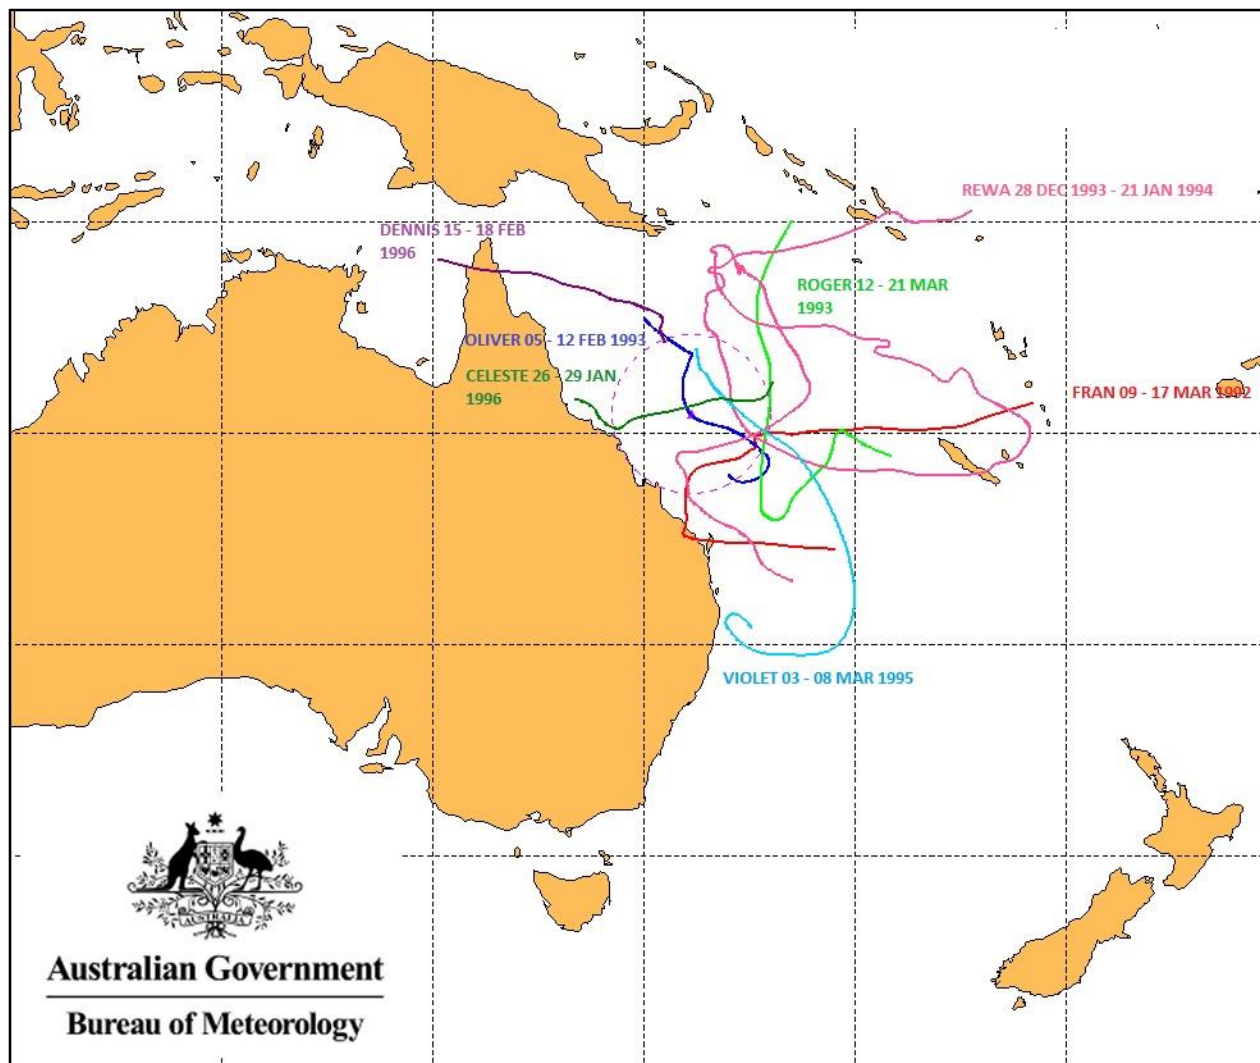 REWA 28 DEC 1993 - 21 JAN 1994
DENNIS 15 - 18 FEB
1996
ROGER 12 - 21 MAR
1993
OLIVER 05 - 12 FEB 1993
CELESTE 26 - 29 JAN
1996
FRAN 09 - 17 MAR 1992
VIOLET 03 - 08 MAR 1995
AUSTRALIA
Australian Government
Bureau of Meteorology